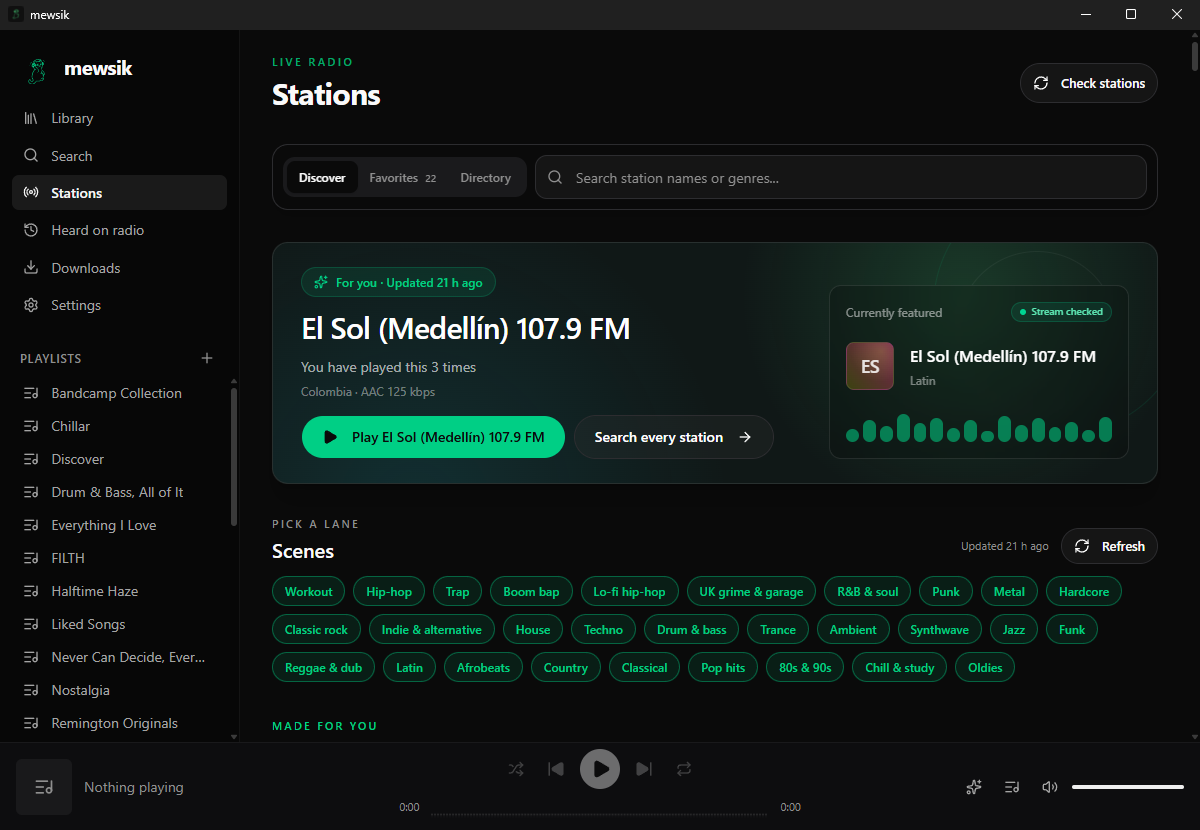 mewsik
mewsik
Library
Search
Stations
Heard on radio
Downloads
Settings
PLAYLISTS
Bandcamp Collection
Chillar
Discover
Drum & Bass, All of It
Everything I Love
FILTH
Halftime Haze
Liked Songs
Never Can Decide, Ever...
Nostalgia
Remington Originals
LIVE RADIO
Stations
Check stations
Discover
Favorites 22
Directory
Search station names or genres...
For you · Updated 21 h ago
El Sol (Medellín) 107.9 FM
You have played this 3 times
Colombia · AAC 125 kbps
Play El Sol (Medellín) 107.9 FM
Search every station
Currently featured
Stream checked
ES
El Sol (Medellín) 107.9 FM
Latin
PICK A LANE
Scenes
Updated 21 h ago
Refresh
Workout Hip-hop Trap Boom bap Lo-fi hip-hop UK grime & garage R&B & soul Punk Metal Hardcore
Classic rock Indie & alternative House Techno Drum & bass Trance Ambient Synthwave Jazz Funk
Reggae & dub Latin Afrobeats Country Classical Pop hits 80s & 90s Chill & study Oldies
MADE FOR YOU
Nothing playing
0:00
0:00